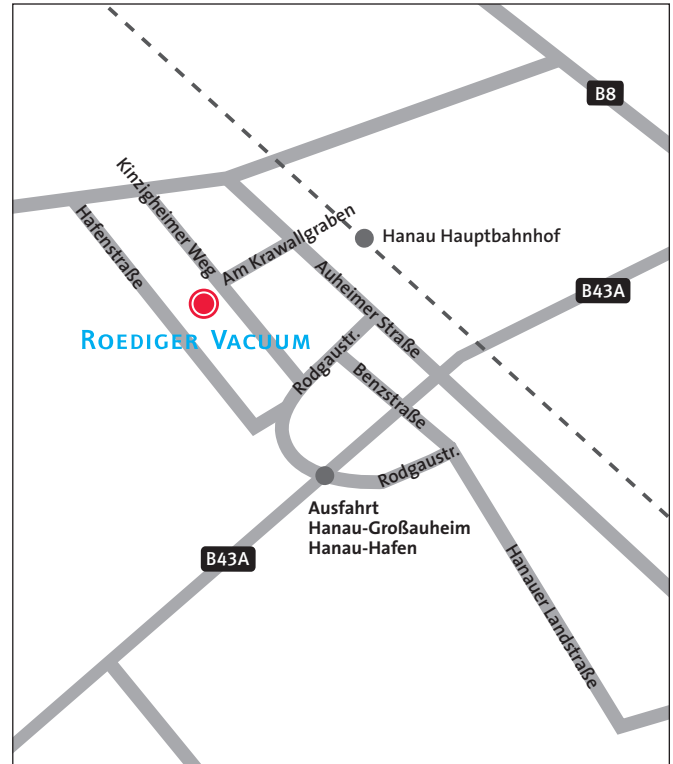 B8
Kinzigheimer Weg
Hafenstraße
Am Krawallgraben
Hanau Hauptbahnhof
Auheimer Straße
B43A
ROEDIGER VACUUM
Rodgaustr.
Benzstraße
Rodgaustr.
Ausfahrt
Hanau-Großauheim
Hanau-Hafen
B43A
Hanauer Landstraße